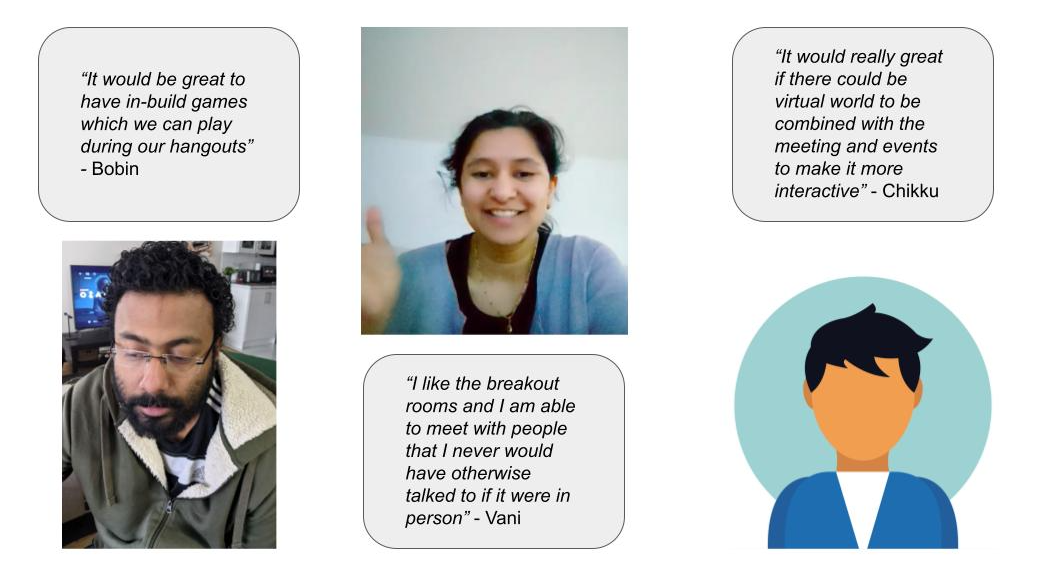 “It would be great to
have in-build games
which we can play
during our hangouts”
- Bobin
“I like the breakout
rooms and I am able
to meet with people
that I never would
have otherwise
talked to if it were in
person” - Vani
“It would really great
if there could be
virtual world to be
combined with the
meeting and events
to make it more
interactive” - Chikku